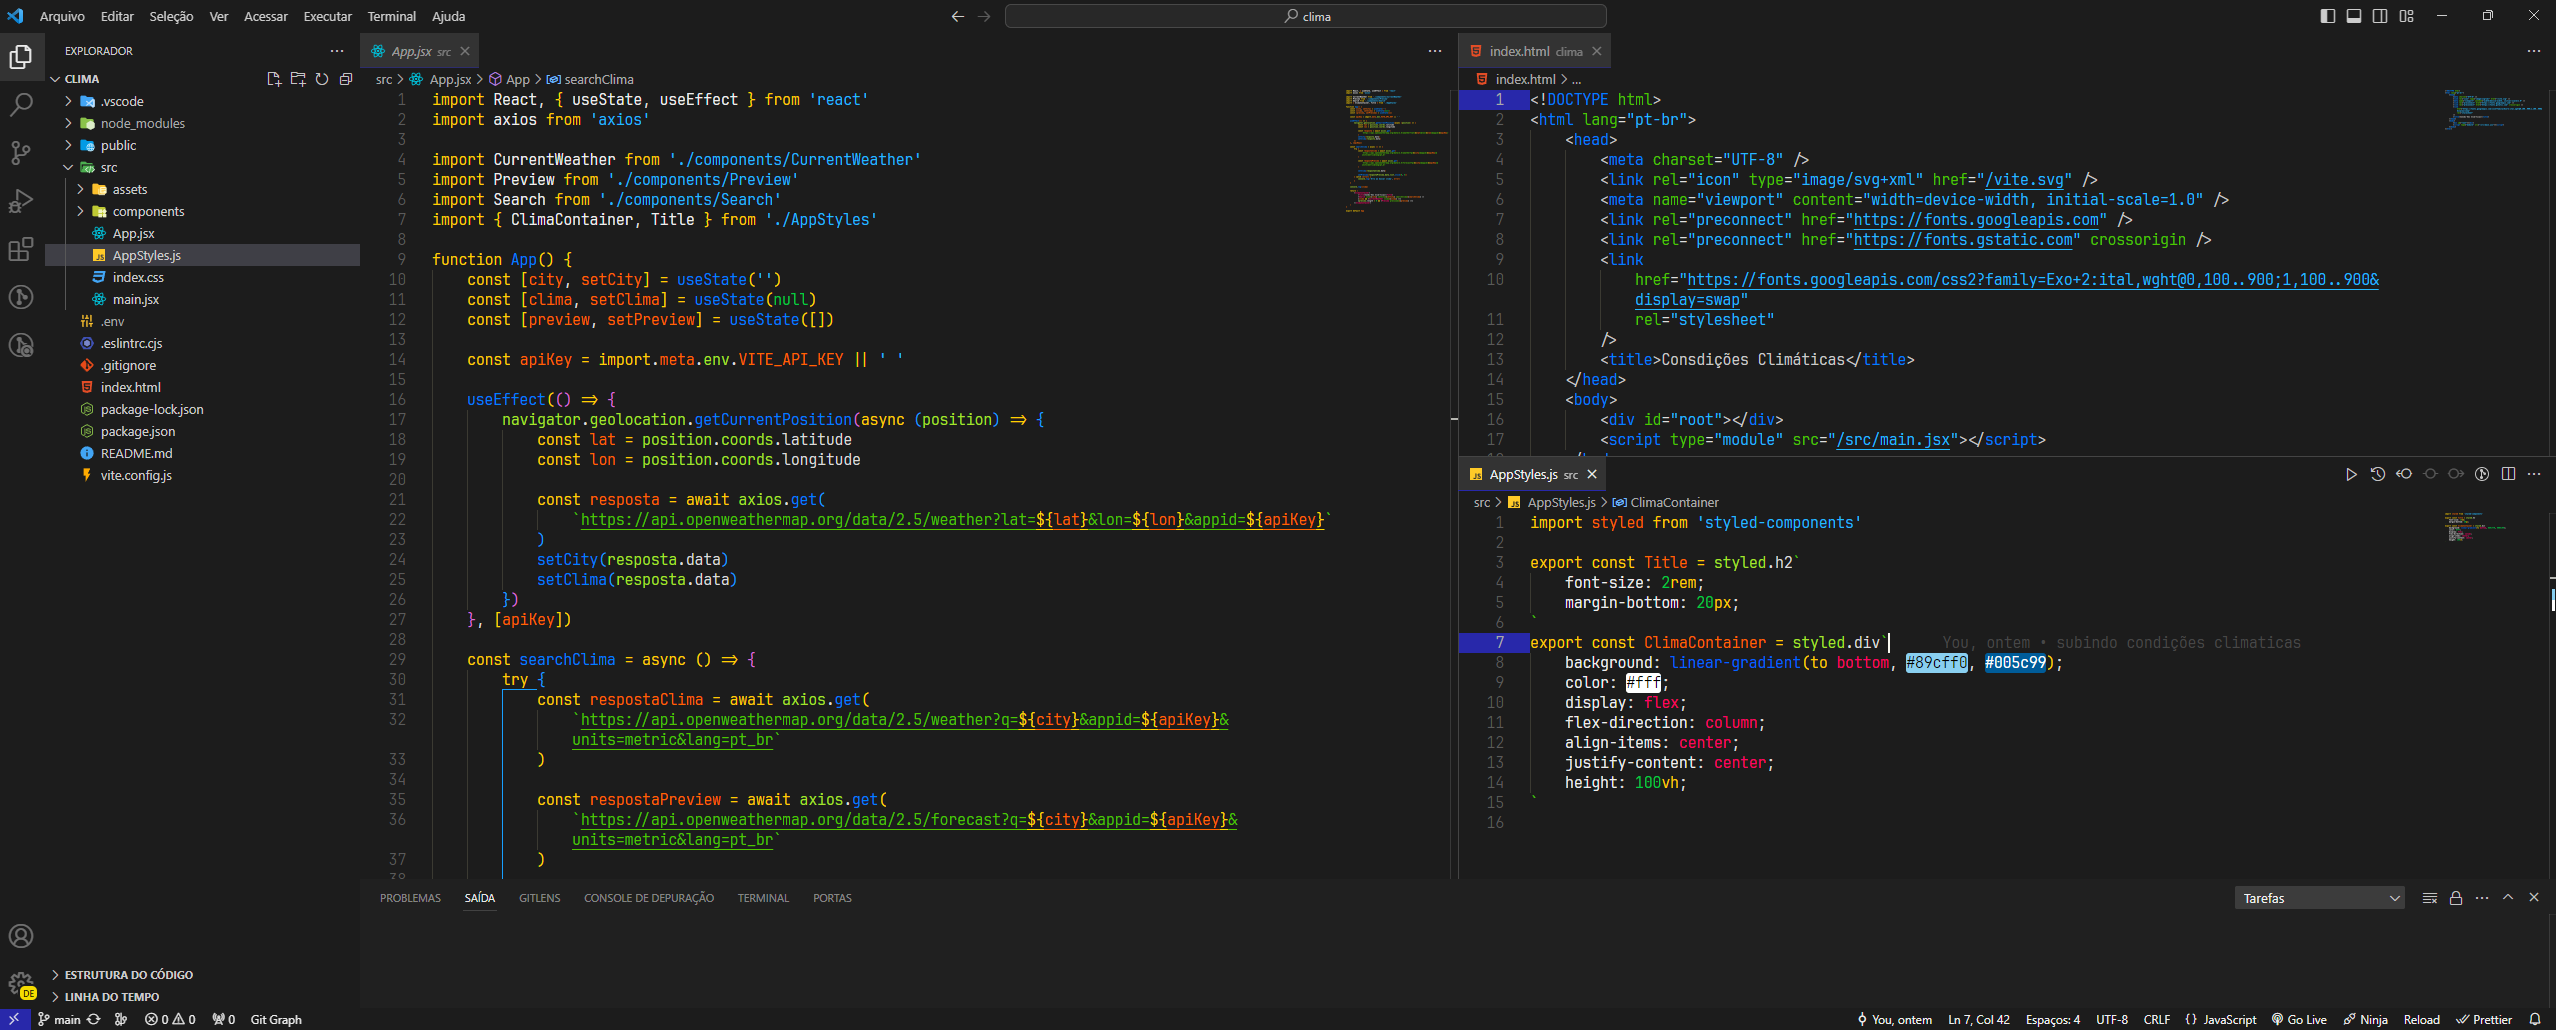 Arquivo Editar Seleção Ver Acessar Executar Terminal Ajuda
clima
EXPLORADOR
CLIMA
.vscode
node_modules
public
src
assets
components
App.jsx
AppStyles.js
index.css
main.jsx
.env
.eslintrc.cjs
.gitignore
index.html
package-lock.json
package.json
README.md
vite.config.js
ESTRUTURA DO CÓDIGO
LINHA DO TEMPO
DE
App.jsx src
src > App.jsx > App > searchClima
1 import React, { useState, useEffect } from 'react'
2 import axios from 'axios'
3
4 import CurrentWeather from './components/CurrentWeather'
5 import Preview from './components/Preview'
6 import Search from './components/Search'
7 import { ClimaContainer, Title } from './AppStyles'
8
9 function App() {
10 const [city, setCity] = useState('')
11 const [clima, setClima] = useState(null)
12 const [preview, setPreview] = useState([])
13
14 const apiKey = import.meta.env.VITE_API_KEY || ' '
15
16 useEffect(() => {
17 navigator.geolocation.getCurrentPosition(async (position) => {
18 const lat = position.coords.latitude
19 const lon = position.coords.longitude
20
21 const resposta = await axios.get(
22 `https://api.openweathermap.org/data/2.5/weather?lat=${lat}&lon=${lon}&appid=${apiKey}`
23 )
24 setCity(resposta.data)
25 setClima(resposta.data)
26 })
27 }, [apiKey])
28
29 const searchClima = async () => {
30 try {
31 const respostaClima = await axios.get(
32 `https://api.openweathermap.org/data/2.5/weather?q=${city}&appid=${apiKey}&
units=metric&lang=pt_br`
33 )
34
35 const respostaPreview = await axios.get(
36 `https://api.openweathermap.org/data/2.5/forecast?q=${city}&appid=${apiKey}&
units=metric&lang=pt_br`
37 )
38
index.html clima
index.html > ...
1 <!DOCTYPE html>
2 <html lang="pt-br">
3 <head>
4 <meta charset="UTF-8" />
5 <link rel="icon" type="image/svg+xml" href="/vite.svg" />
6 <meta name="viewport" content="width=device-width, initial-scale=1.0" />
7 <link rel="preconnect" href="https://fonts.googleapis.com" />
8 <link rel="preconnect" href="https://fonts.gstatic.com" crossorigin />
9 <link
10 href="https://fonts.googleapis.com/css2?family=Exo+2:ital,wght@0,100..900;1,100..900&
display=swap"
11 rel="stylesheet"
12 />
13 <title>Consdições Climáticas</title>
14 </head>
15 <body>
16 <div id="root"></div>
17 <script type="module" src="/src/main.jsx"></script>
AppStyles.js src
src > AppStyles.js > ClimaContainer
1 import styled from 'styled-components'
2
3 export const Title = styled.h2`
4 font-size: 2rem;
5 margin-bottom: 20px;
6 `
7 export const ClimaContainer = styled.div` You, ontem • subindo condições climaticas
8 background: linear-gradient(to bottom, #89cff0, #005c99);
9 color: #fff;
10 display: flex;
11 flex-direction: column;
12 align-items: center;
13 justify-content: center;
14 height: 100vh;
15 `
16
PROBLEMAS SAÍDA GITLENS CONSOLE DE DEPURAÇÃO TERMINAL PORTAS
Tarefas
main 0 0 0 Git Graph
You, ontem Ln 7, Col 42 Espaços: 4 UTF-8 CRLF {} JavaScript Go Live Ninja Reload Prettier